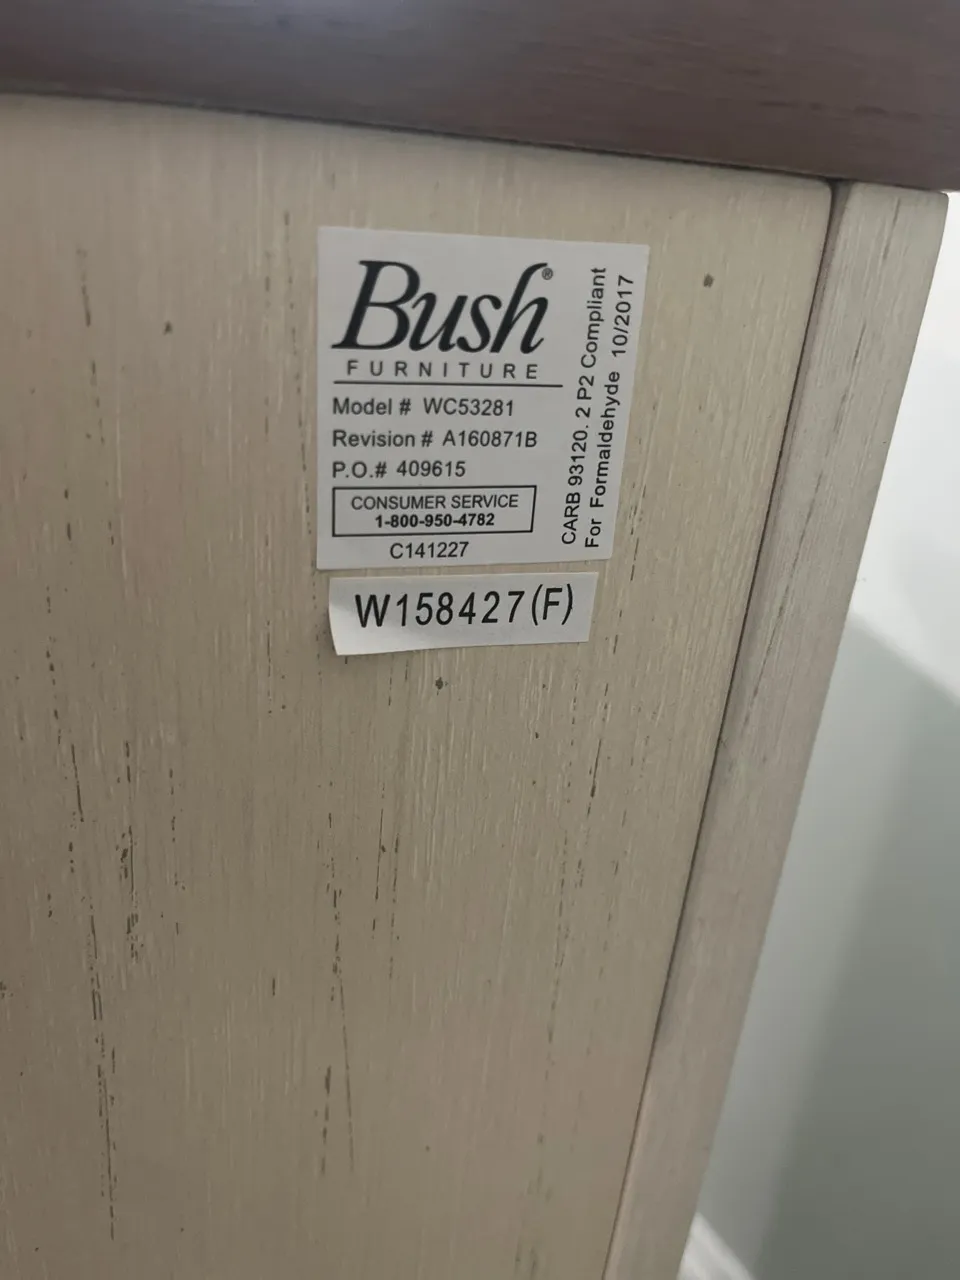 Bush®
FURNITURE
Model # WC53281
Revision # A160871B
P.O.# 409615
CONSUMER SERVICE
1-800-950-4782
C141227
CARB 93120. 2 P2 Compliant
For Formaldehyde 10/2017
W158427(F)